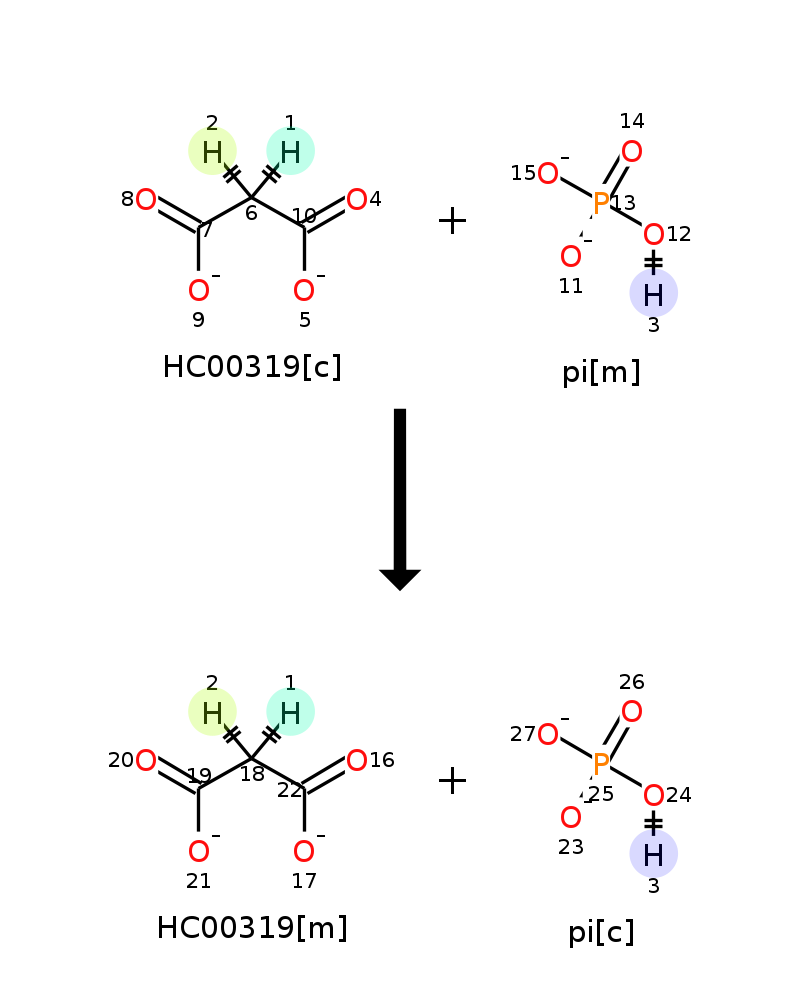 2 1 14
H H O
8 O O 4 15 O - P 13
7 6 10 + O 12
O - O - O - H
9 5 11 3
HC00319[c] pi[m]
2 1 26
H H O
20 O O 16 27 O - P
19 18 22 + 25 O 24
O - O - O - H
21 17 23 3
HC00319[m] pi[c]